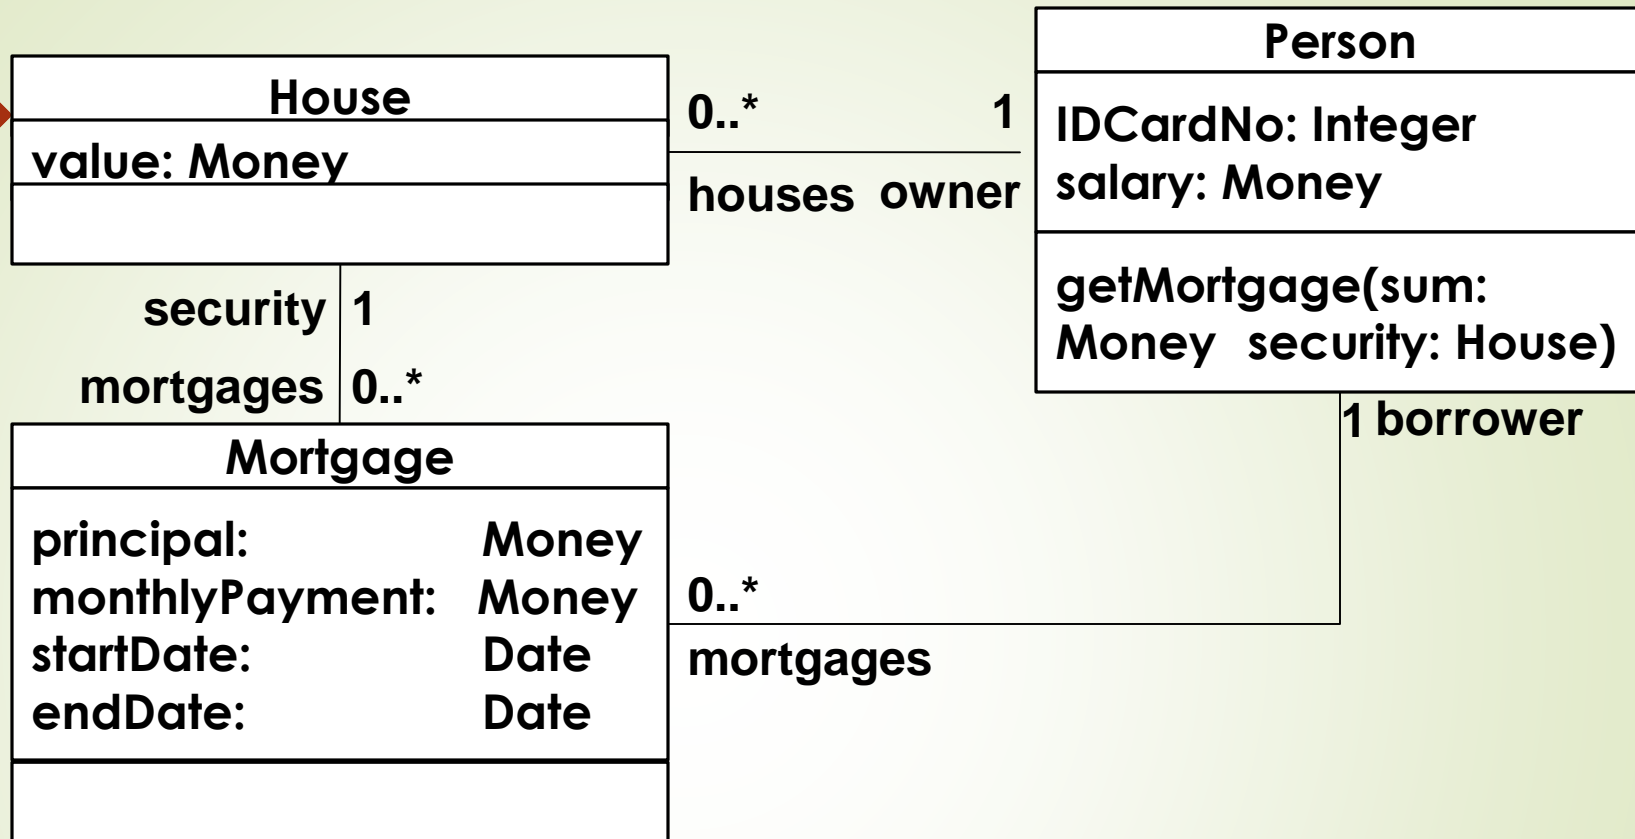 House
value: Money
0..* 1
houses owner
Person
IDCardNo: Integer
salary: Money
getMortgage(sum:
Money security: House)
security 1
mortgages 0..*
1 borrower
Mortgage
principal: Money
monthlyPayment: Money
startDate: Date
endDate: Date
0..*
mortgages